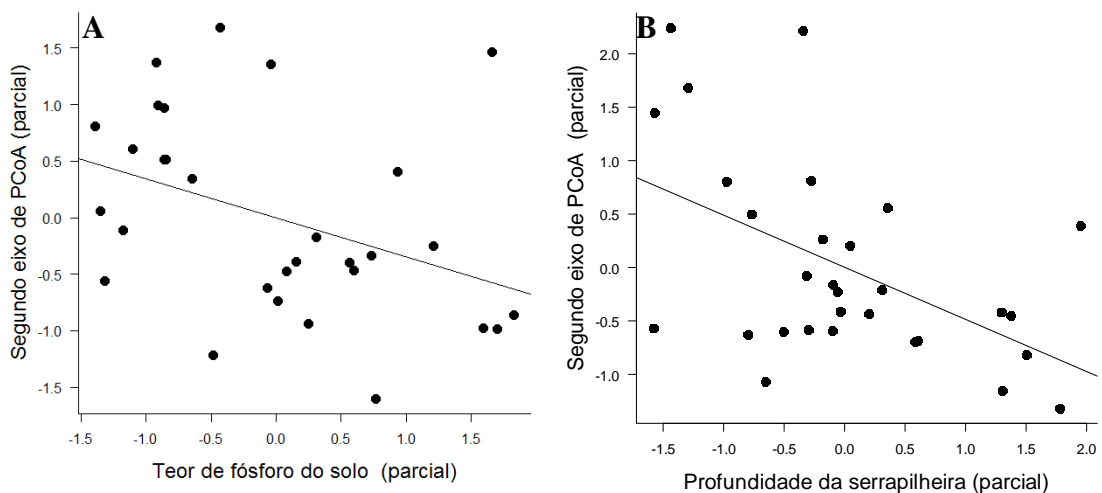 A
Segundo eixo de PCoA (parcial)
1.5
1.0
0.5
0.0
-0.5
-1.0
-1.5
-1.5 -1.0 -0.5 0.0 0.5 1.0 1.5
Teor de fósforo do solo (parcial)
B
Segundo eixo de PCoA (parcial)
2.0
1.5
1.0
0.5
0.0
-0.5
-1.0
-1.5 -1.0 -0.5 0.0 0.5 1.0 1.5 2.0
Profundidade da serrapilheira (parcial)